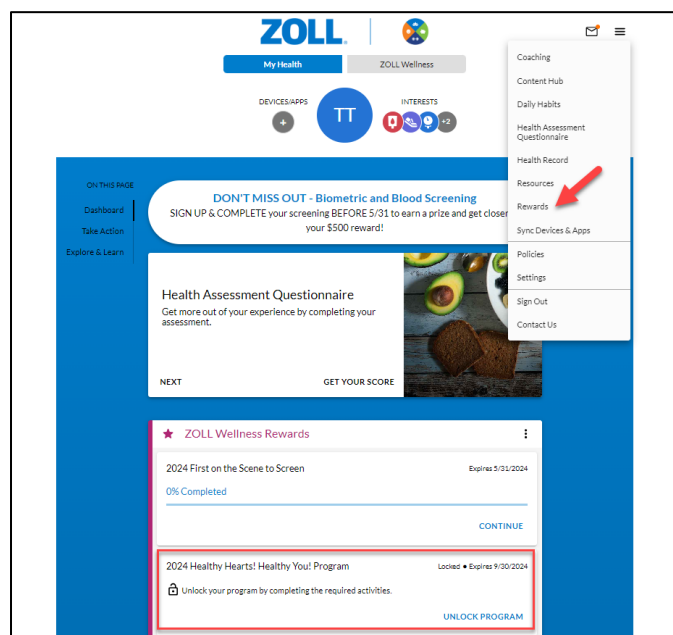 ZOLL.
My Health
ZOLL Wellness
DEVICES/APPS
+
TT
INTERESTS
+2
Coaching
Content Hub
Daily Habits
Health Assessment
Questionnaire
Health Record
Resources
Rewards
Sync Devices & Apps
Policies
Settings
Sign Out
Contact Us
ON THIS PAGE
Dashboard
Take Action
Explore & Learn
DON'T MISS OUT - Biometric and Blood Screening
SIGN UP & COMPLETE your screening BEFORE 5/31 to earn a prize and get closer
your $500 reward!
Health Assessment Questionnaire
Get more out of your experience by completing your
assessment.
NEXT
GET YOUR SCORE
ZOLL Wellness Rewards
2024 First on the Scene to Screen
Expires 5/31/2024
0% Completed
CONTINUE
2024 Healthy Hearts! Healthy You! Program
Locked ● Expires 9/30/2024
Unlock your program by completing the required activities.
UNLOCK PROGRAM